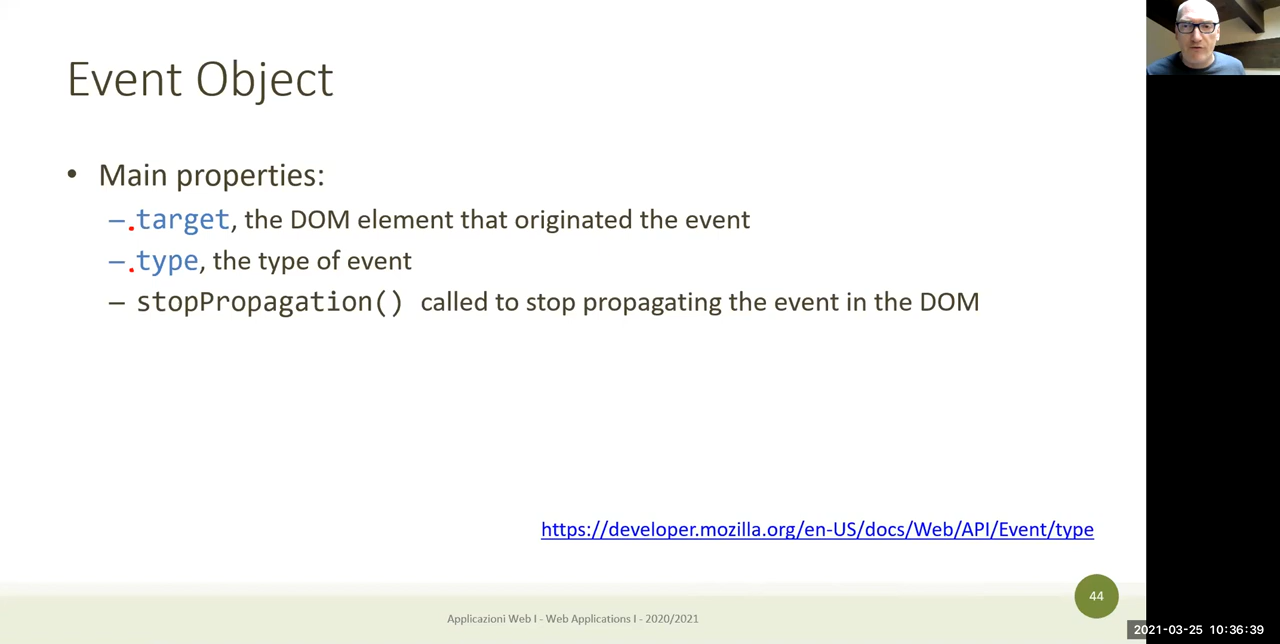 Event Object
• Main properties:
– .target, the DOM element that originated the event
– .type, the type of event
– stopPropagation() called to stop propagating the event in the DOM
https://developer.mozilla.org/en-US/docs/Web/API/Event/type
44
Applicazioni Web I - Web Applications I - 2020/2021
2021-03-25 10:36:39